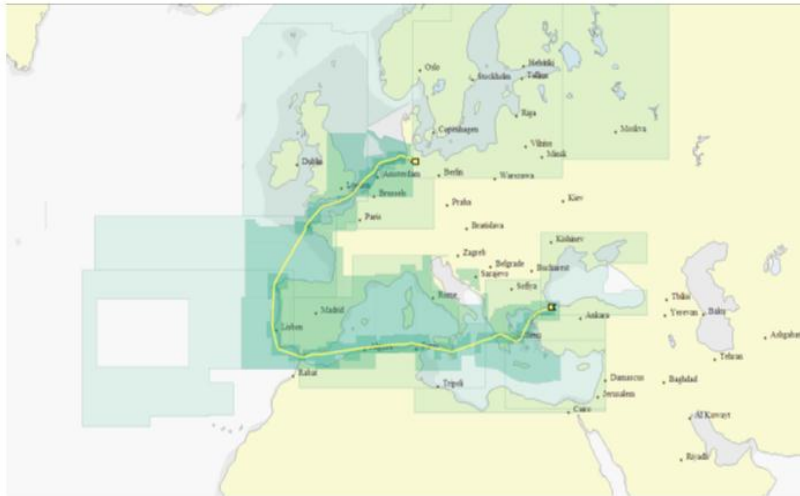 Oslo
Helsinki
Stockholm
Tallinn
Riga
Copenhagen
Moskva
Vilnius
Minsk
Dublin
Amsterdam
Berlin
Warszawa
London
Brussels
Praha
Kiev
Paris
Bratislava
Kishinev
Zagreb
Belgrade
Bucharest
Sarajevo
Sofiya
Rome
Madrid
Tbilisi
Ankara
Yerevan
Baku
Lisbon
Ashgabat
Tehran
Rabat
Tripoli
Damascus
Baghdad
Jerusalem
Cairo
Al Kuwayt
Riyadh